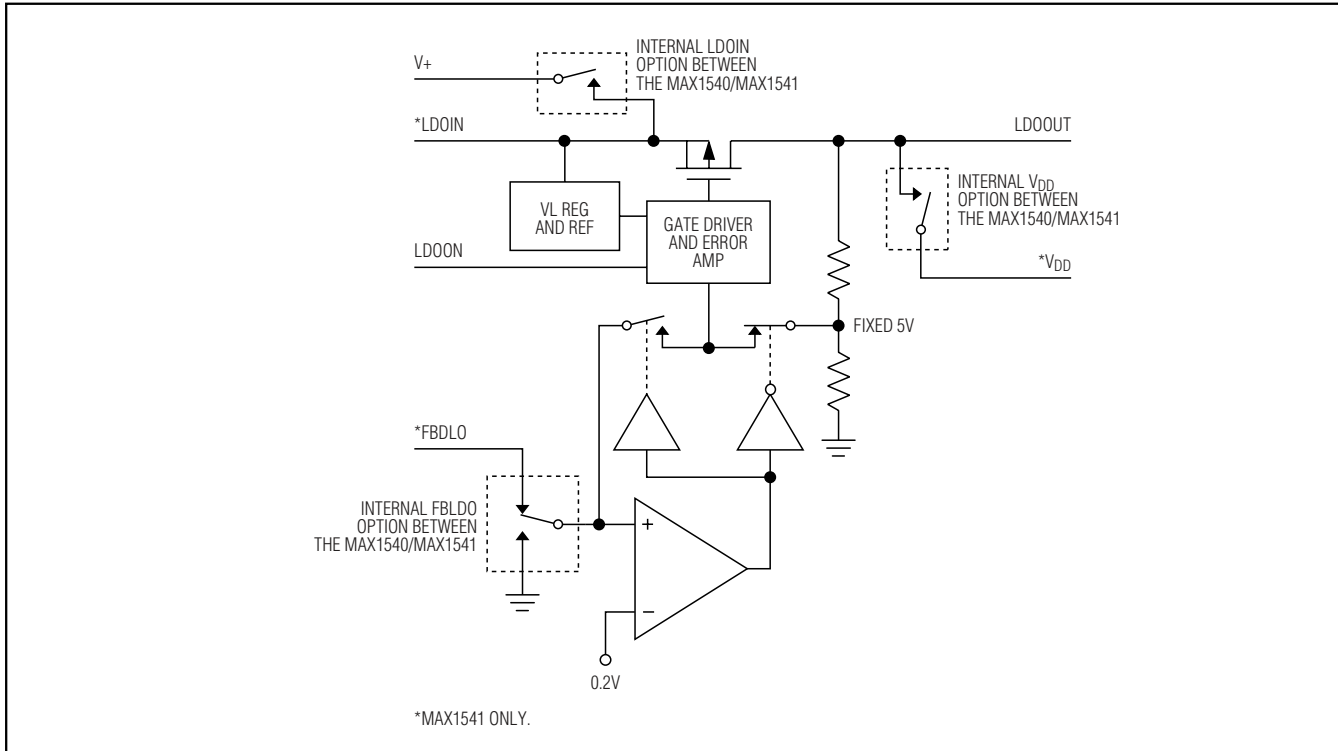 V+
INTERNAL LDOIN
OPTION BETWEEN
THE MAX1540/MAX1541
*LDOIN
LDOOUT
INTERNAL VDD
OPTION BETWEEN
THE MAX1540/MAX1541
*VDD
VL REG
AND REF
GATE DRIVER
AND ERROR
AMP
LDOON
FIXED 5V
*FBDLO
INTERNAL FBLDO
OPTION BETWEEN
THE MAX1540/MAX1541
+
−
0.2V
*MAX1541 ONLY.